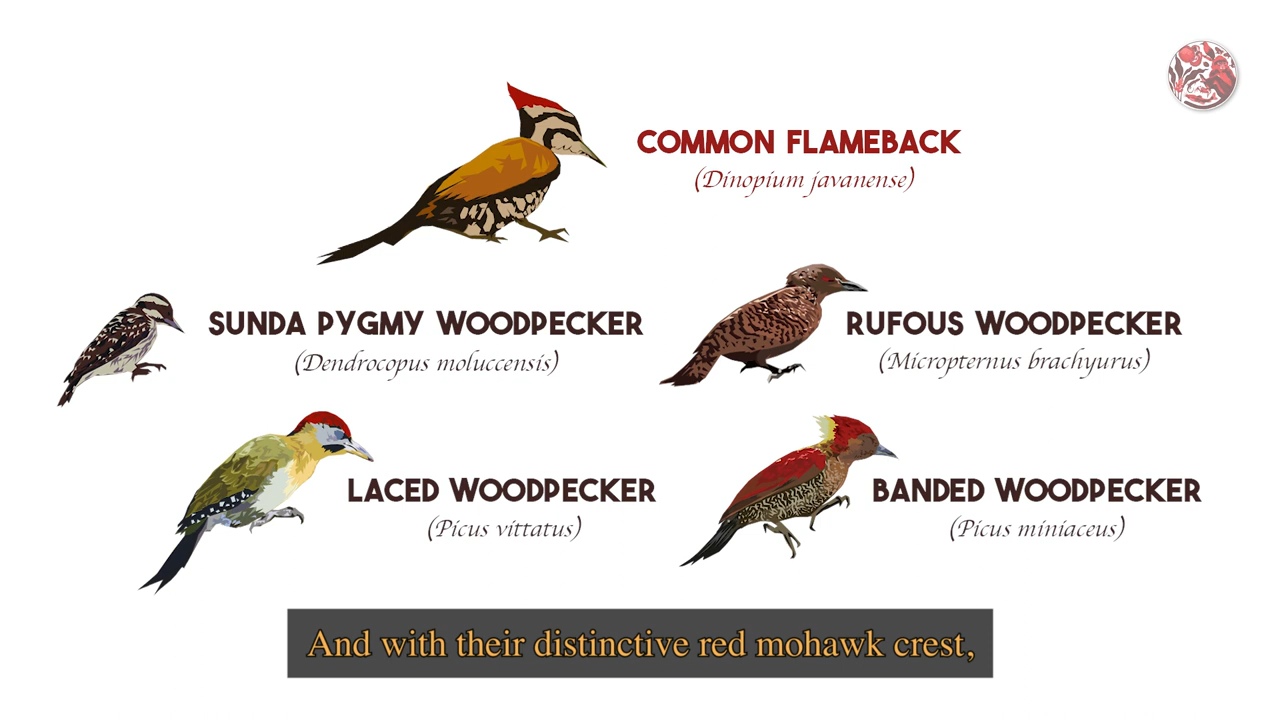 COMMON FLAMEBACK
(Dinopium javanense)
SUNDA PYGMY WOODPECKER
(Dendrocopus moluccensis)
RUFOUS WOODPECKER
(Micropternus brachyurus)
LACED WOODPECKER
(Picus vittatus)
BANDED WOODPECKER
(Picus miniaceus)
And with their distinctive red mohawk crest,